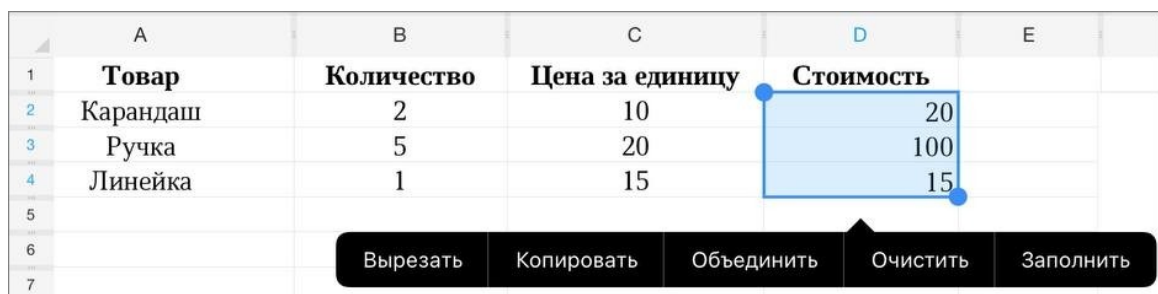 A B C D E
1 Товар Количество Цена за единицу Стоимость
2 Карандаш 2 10 20
3 Ручка 5 20 100
4 Линейка 1 15 15
5
6 Вырезать Копировать Объединить Очистить Заполнить
7